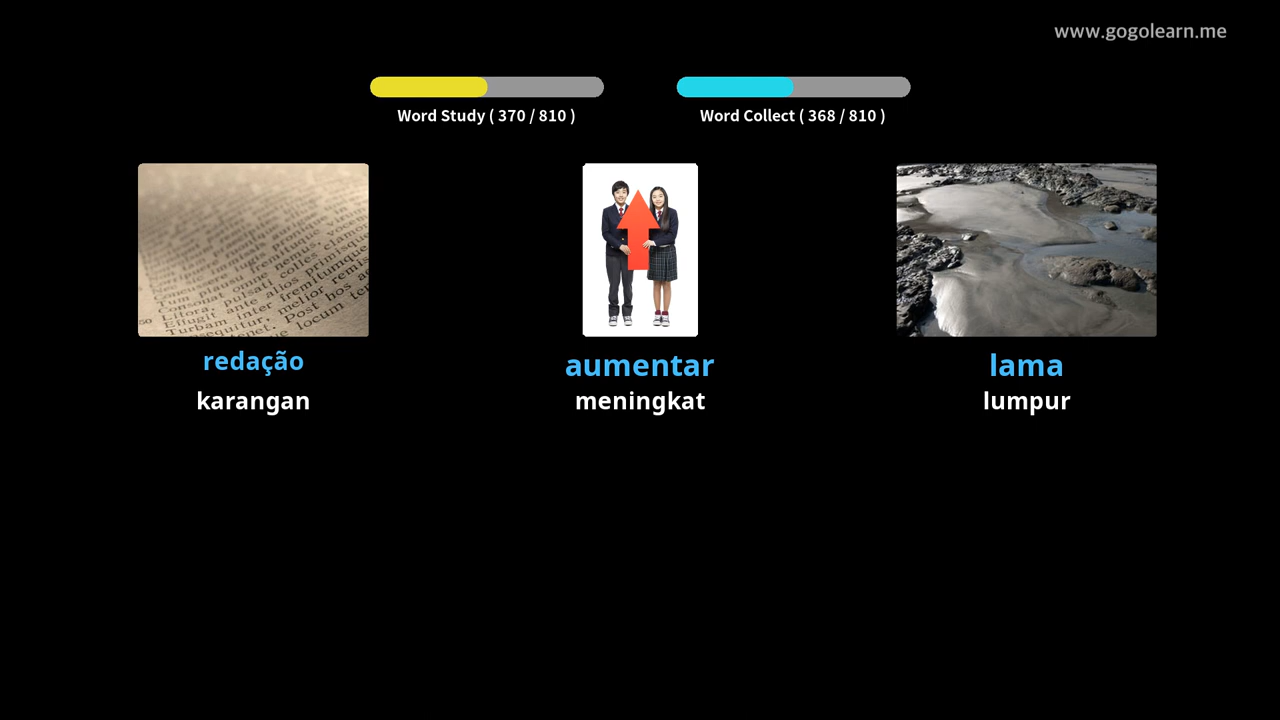 www.gogolearn.me
Word Study ( 370 / 810 )
Word Collect ( 368 / 810 )
redação
karangan
aumentar
meningkat
lama
lumpur